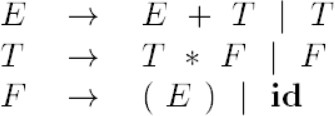 E → E + T | T
T → T * F | F
F → ( E ) | id